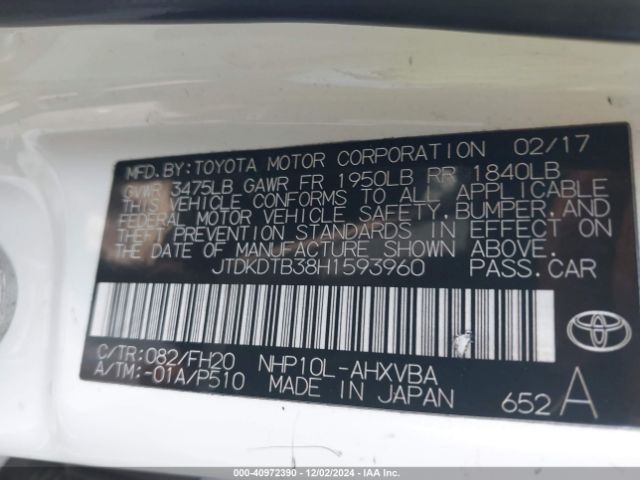 MFD.BY:TOYOTA MOTOR CORPORATION 02/17
GVWR 3475LB GAWR FR 1950LB RR 1840LB
THIS VEHICLE CONFORMS TO ALL APPLICABLE
FEDERAL MOTOR VEHICLE SAFETY,BUMPER,AND
THEFT PREVENTION STANDARDS IN EFFECT ON
THE DATE OF MANUFACTURE SHOWN ABOVE.
JTDKDTB38H1593960 PASS.CAR
C/TR:082/FH20 NHP10L-AHXVBA
A/TM:-01A/P510 MADE IN JAPAN
652A
© - 40972390 - 12/02/2024 - IAA Holdings, LLC